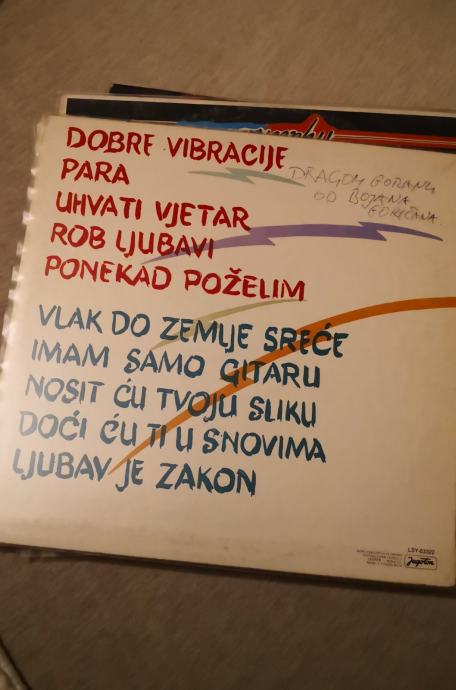 DOBRE VIBRACIJE
PARA
UHVATI VJETAR
ROB LJUBAVI
PONEKAD POŽELIM
DRAGOM GORANU
OD BOJANA
GORIČANA
VLAK DO ZEMLJE SREĆE
IMAM SAMO GITARU
NOSIT ĆU TVOJU SLIKU
DOĆI ĆU TI U SNOVIMA
LJUBAV JE ZAKON
LSY-63322
Jugoton